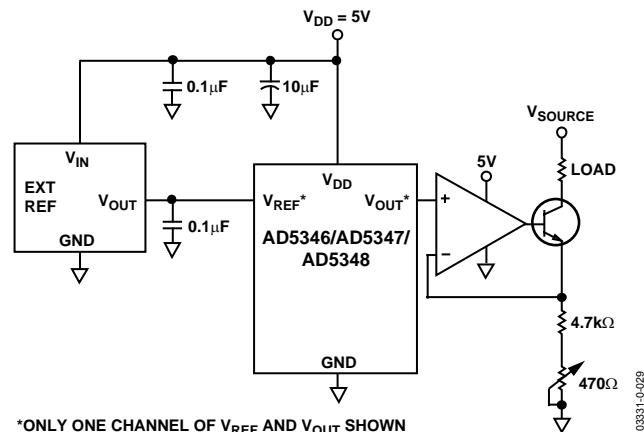 V_DD = 5V
0.1μF
10μF
V_SOURCE
LOAD
V_IN
EXT
REF
V_OUT
GND
0.1μF
V_DD
V_REF*
V_OUT*
AD5346/AD5347/
AD5348
GND
5V
+
–
4.7kΩ
470Ω
*ONLY ONE CHANNEL OF V_REF AND V_OUT SHOWN
03331-0-029